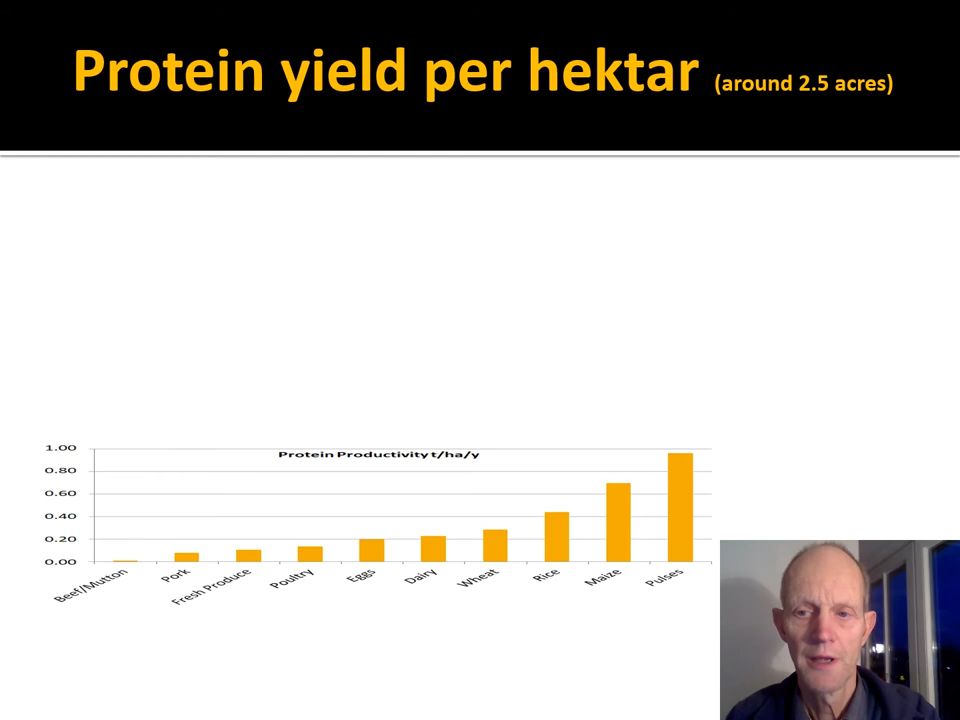 Protein yield per hektar (around 2.5 acres)
Protein Productivity t/ha/y
1.00
0.80
0.60
0.40
0.20
0.00
Beef/Mutton
Pork
Fresh Produce
Poultry
Eggs
Dairy
Wheat
Rice
Maize
Pulses